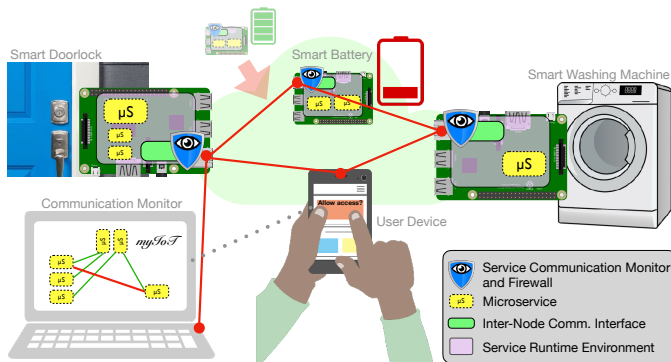 Smart Doorlock
Smart Battery
Smart Washing Machine
µS
µS
µS
µS
µS
µS
Communication Monitor
Allow access?
User Device
myIoT
µS
µS
µS
µS
µS
µS
Service Communication Monitor
and Firewall
µS
Microservice
Inter-Node Comm. Interface
Service Runtime Environment